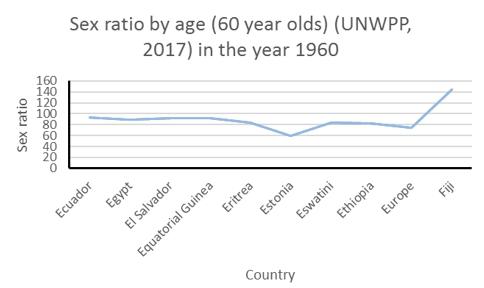 Sex ratio by age (60 year olds) (UNWPP,
2017) in the year 1960
160
140
120
100
80
60
40
20
0
Sex ratio
Ecuador
Egypt
El Salvador
Equatorial Guinea
Eritrea
Estonia
Eswatini
Ethiopia
Europe
Fiji
Country